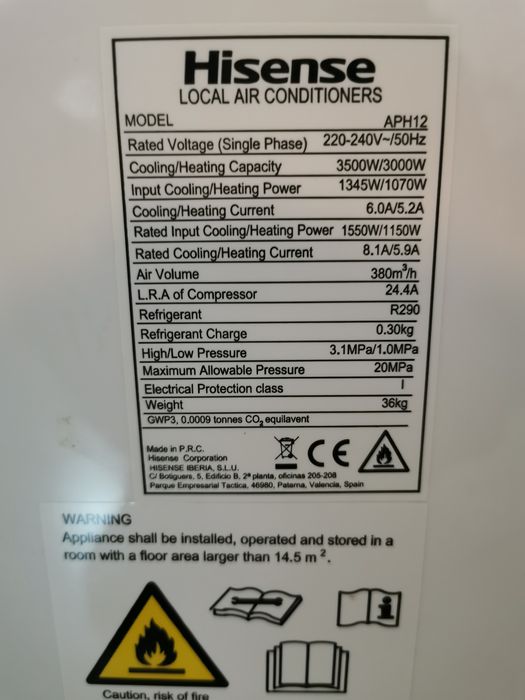 Hisense
LOCAL AIR CONDITIONERS
MODEL APH12
Rated Voltage (Single Phase) 220-240V~/50Hz
Cooling/Heating Capacity 3500W/3000W
Input Cooling/Heating Power 1345W/1070W
Cooling/Heating Current 6.0A/5.2A
Rated Input Cooling/Heating Power 1550W/1150W
Rated Cooling/Heating Current 8.1A/5.9A
Air Volume 380m³/h
L.R.A of Compressor 24.4A
Refrigerant R290
Refrigerant Charge 0.30kg
High/Low Pressure 3.1MPa/1.0MPa
Maximum Allowable Pressure 20MPa
Electrical Protection class I
Weight 36kg
GWP3, 0.0009 tonnes CO₂ equilavent
Made in P.R.C.
Hisense Corporation
HISENSE IBERIA, S.L.U.
C/ Botiguers, 5, Edificio B, 2ª planta, oficinas 205-208
Parque Empresarial Tactica, 46980, Paterna, Valencia, Spain
CE
WARNING
Appliance shall be installed, operated and stored in a
room with a floor area larger than 14.5 m².
Caution, risk of fire